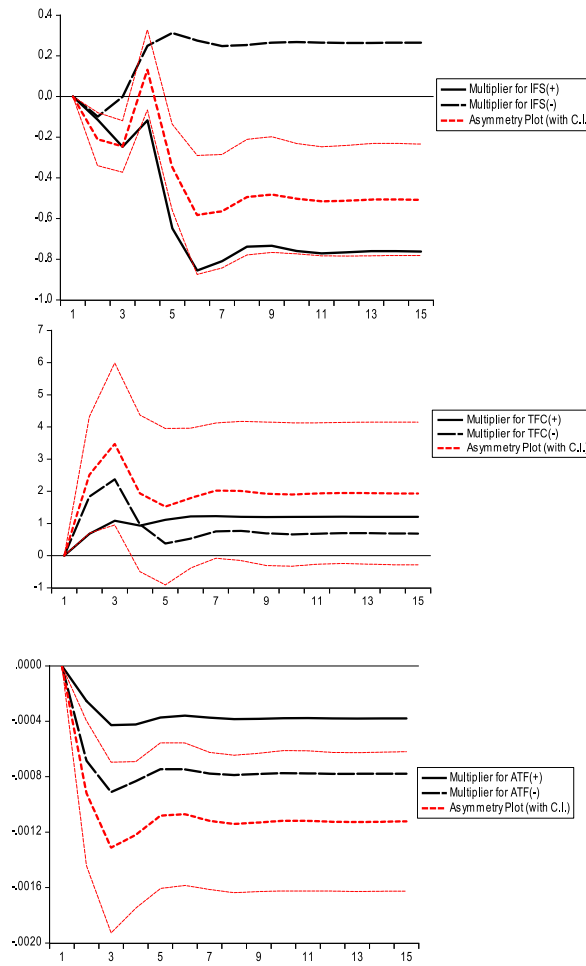 0.4
0.2
0.0
-0.2
-0.4
-0.6
-0.8
-1.0
1 3 5 7 9 11 13 15
Multiplier for IFS(+)
Multiplier for IFS(-)
Asymmetry Plot (with C.I.)
7
6
5
4
3
2
1
0
-1
1 3 5 7 9 11 13 15
Multiplier for TFC(+)
Multiplier for TFC(-)
Asymmetry Plot (with C.I.)
.0000
-.0004
-.0008
-.0012
-.0016
-.0020
1 3 5 7 9 11 13 15
Multiplier for ATF(+)
Multiplier for ATF(-)
Asymmetry Plot (with C.I.)